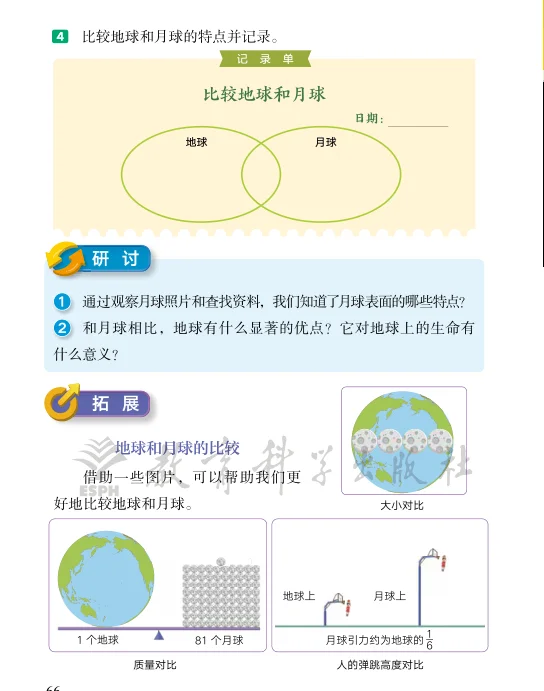 4 比较地球和月球的特点并记录。
记 录 单
比较地球和月球
日期：
地球 月球
研 讨
1 通过观察月球照片和查找资料，我们知道了月球表面的哪些特点？
2 和月球相比，地球有什么显著的优点？它对地球上的生命有
什么意义？
拓 展
地球和月球的比较
借助一些图片，可以帮助我们更
好地比较地球和月球。
大小对比
教育科学出版社
ESPH
1 个地球 81 个月球
质量对比
地球上 月球上
月球引力约为地球的1/6
人的弹跳高度对比
66